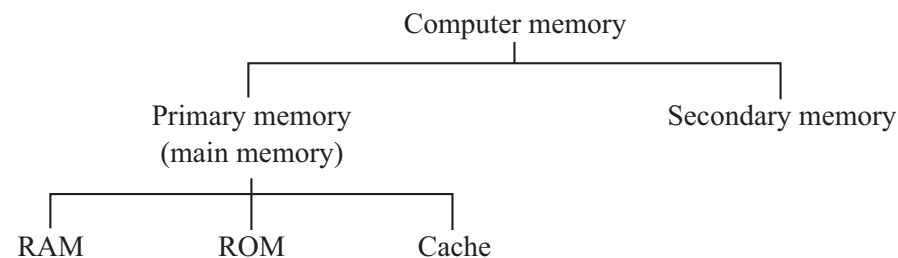 Computer memory
Primary memory
(main memory)
Secondary memory
RAM
ROM
Cache